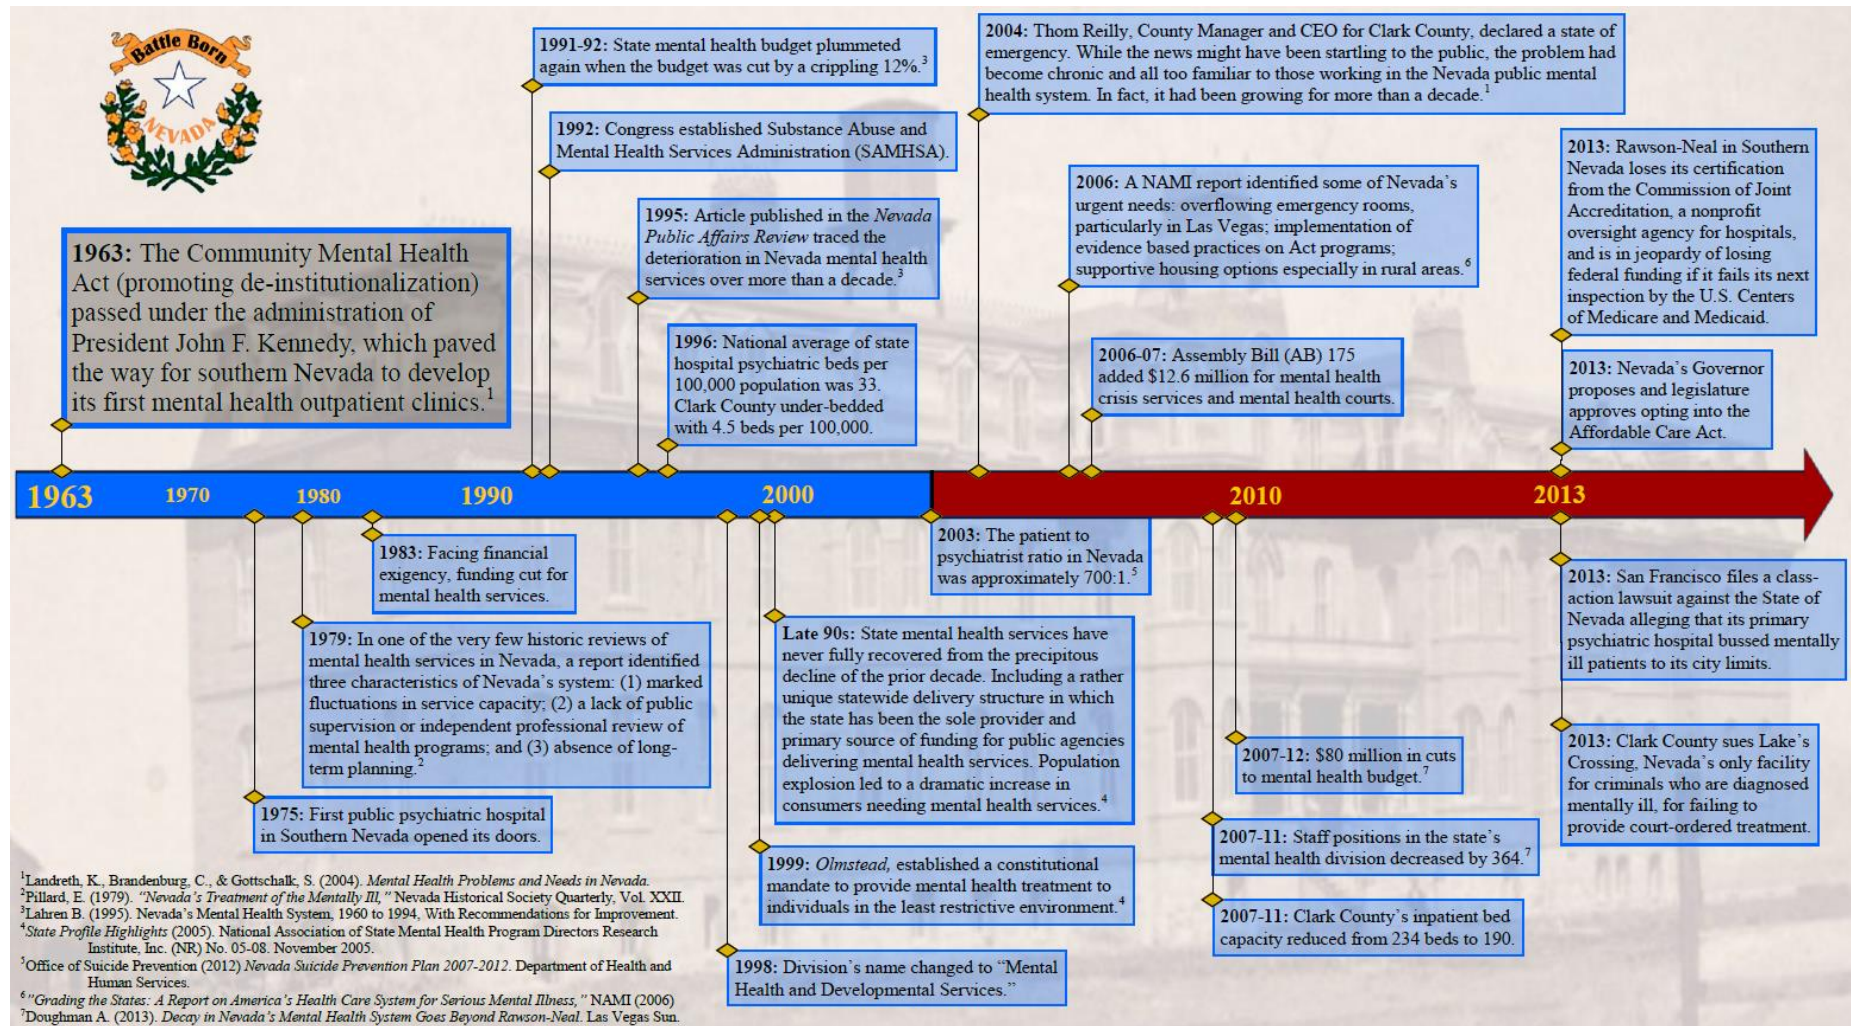 Battle Born
NEVADA
1963: The Community Mental Health
Act (promoting de-institutionalization)
passed under the administration of
President John F. Kennedy, which paved
the way for southern Nevada to develop
its first mental health outpatient clinics.1
1991-92: State mental health budget plummeted
again when the budget was cut by a crippling 12%.3
1992: Congress established Substance Abuse and
Mental Health Services Administration (SAMHSA).
1995: Article published in the Nevada
Public Affairs Review traced the
deterioration in Nevada mental health
services over more than a decade.3
1996: National average of state
hospital psychiatric beds per
100,000 population was 33.
Clark County under-bedded
with 4.5 beds per 100,000.
2004: Thom Reilly, County Manager and CEO for Clark County, declared a state of
emergency. While the news might have been startling to the public, the problem had
become chronic and all too familiar to those working in the Nevada public mental
health system. In fact, it had been growing for more than a decade.1
2006: A NAMI report identified some of Nevada's
urgent needs: overflowing emergency rooms,
particularly in Las Vegas; implementation of
evidence based practices on Act programs;
supportive housing options especially in rural areas.6
2006-07: Assembly Bill (AB) 175
added $12.6 million for mental health
crisis services and mental health courts.
2013: Rawson-Neal in Southern
Nevada loses its certification
from the Commission of Joint
Accreditation, a nonprofit
oversight agency for hospitals,
and is in jeopardy of losing
federal funding if it fails its next
inspection by the U.S. Centers
of Medicare and Medicaid.
2013: Nevada's Governor
proposes and legislature
approves opting into the
Affordable Care Act.
1963 1970 1980 1990 2000 2010 2013
1983: Facing financial
exigency, funding cut for
mental health services.
1979: In one of the very few historic reviews of
mental health services in Nevada, a report identified
three characteristics of Nevada's system: (1) marked
fluctuations in service capacity; (2) a lack of public
supervision or independent professional review of
mental health programs; and (3) absence of long-
term planning.2
1975: First public psychiatric hospital
in Southern Nevada opened its doors.
2003: The patient to
psychiatrist ratio in Nevada
was approximately 700:1.5
Late 90s: State mental health services have
never fully recovered from the precipitous
decline of the prior decade. Including a rather
unique statewide delivery structure in which
the state has been the sole provider and
primary source of funding for public agencies
delivering mental health services. Population
explosion led to a dramatic increase in
consumers needing mental health services.4
1999: Olmstead, established a constitutional
mandate to provide mental health treatment to
individuals in the least restrictive environment.4
1998: Division's name changed to "Mental
Health and Developmental Services."
2007-12: $80 million in cuts
to mental health budget.7
2007-11: Staff positions in the state's
mental health division decreased by 364.7
2007-11: Clark County's inpatient bed
capacity reduced from 234 beds to 190.
2013: San Francisco files a class-
action lawsuit against the State of
Nevada alleging that its primary
psychiatric hospital bussed mentally
ill patients to its city limits.
2013: Clark County sues Lake's
Crossing, Nevada's only facility
for criminals who are diagnosed
mentally ill, for failing to
provide court-ordered treatment.
1Landreth, K., Brandenburg, C., & Gottschalk, S. (2004). Mental Health Problems and Needs in Nevada.
2Pillard, E. (1979). "Nevada's Treatment of the Mentally Ill," Nevada Historical Society Quarterly, Vol. XXII.
3Lahren B. (1995). Nevada's Mental Health System, 1960 to 1994, With Recommendations for Improvement.
4State Profile Highlights (2005). National Association of State Mental Health Program Directors Research
Institute, Inc. (NR) No. 05-08. November 2005.
5Office of Suicide Prevention (2012) Nevada Suicide Prevention Plan 2007-2012. Department of Health and
Human Services.
6"Grading the States: A Report on America's Health Care System for Serious Mental Illness," NAMI (2006)
7Doughman A. (2013). Decay in Nevada's Mental Health System Goes Beyond Rawson-Neal. Las Vegas Sun.